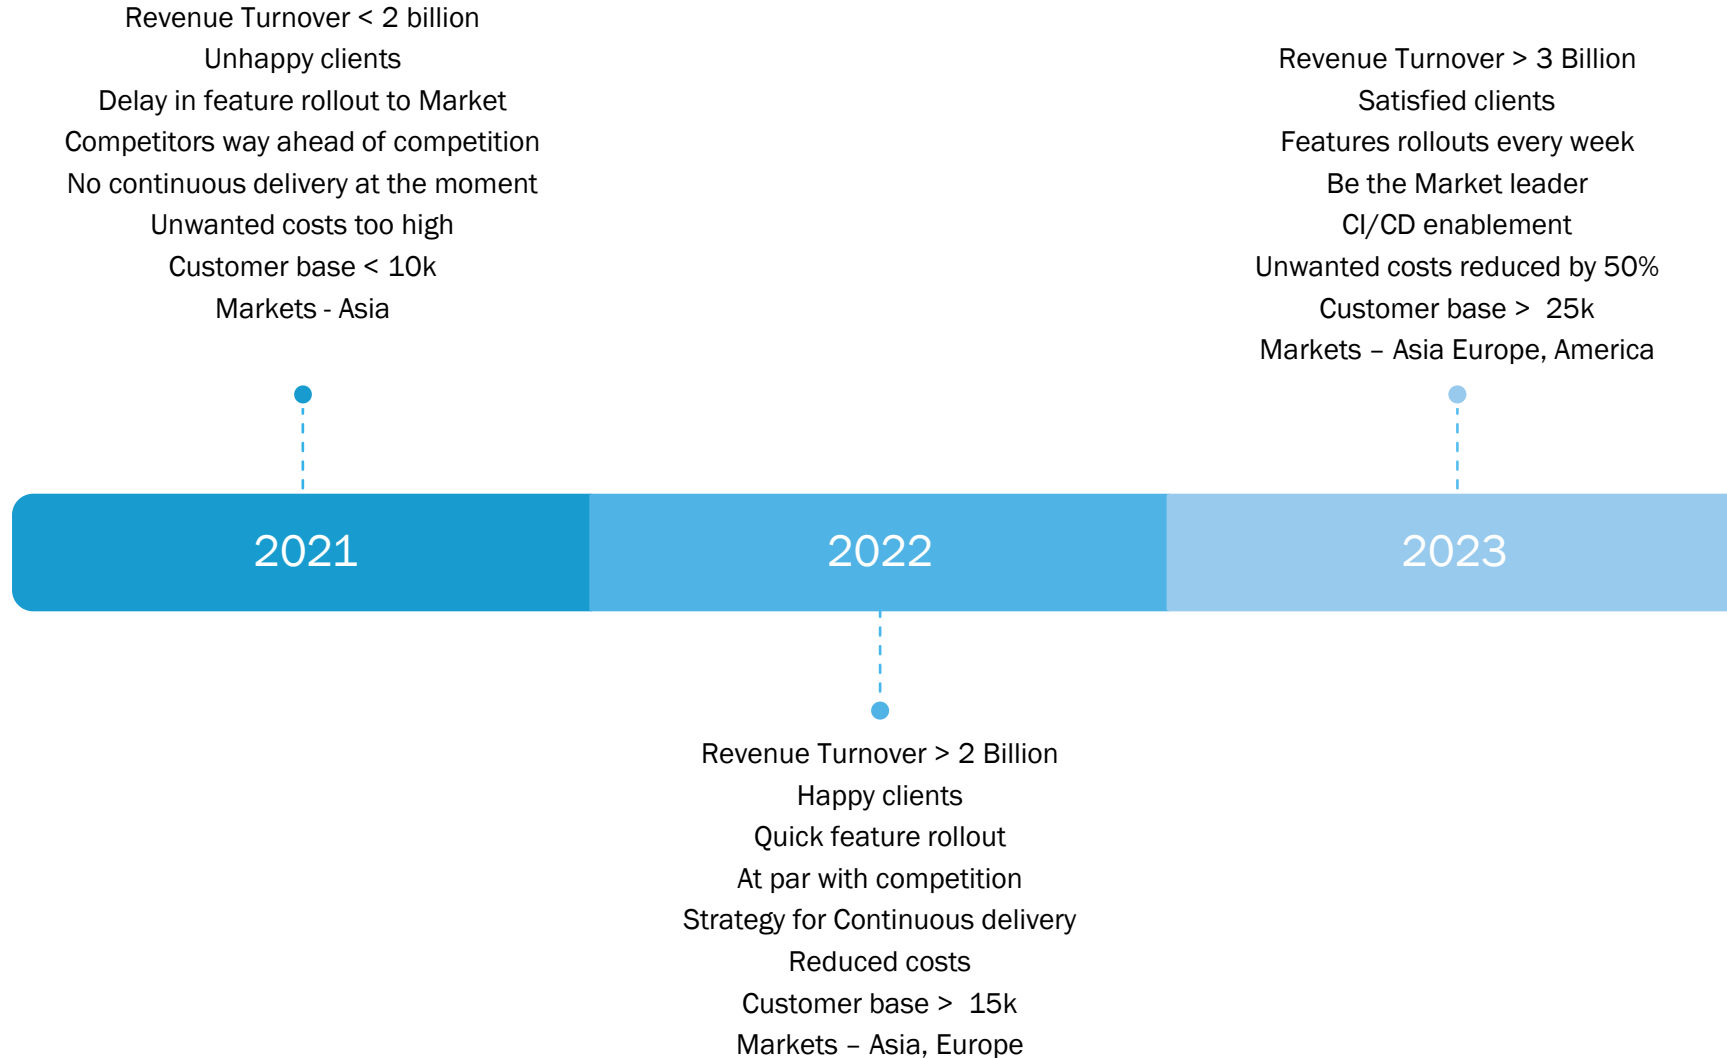 Revenue Turnover < 2 billion
Unhappy clients
Delay in feature rollout to Market
Competitors way ahead of competition
No continuous delivery at the moment
Unwanted costs too high
Customer base < 10k
Markets - Asia
Revenue Turnover > 3 Billion
Satisfied clients
Features rollouts every week
Be the Market leader
CI/CD enablement
Unwanted costs reduced by 50%
Customer base >  25k
Markets – Asia Europe, America
2021
2022
2023
Revenue Turnover > 2 Billion
Happy clients
Quick feature rollout
At par with competition
Strategy for Continuous delivery
Reduced costs
Customer base >  15k
Markets – Asia, Europe